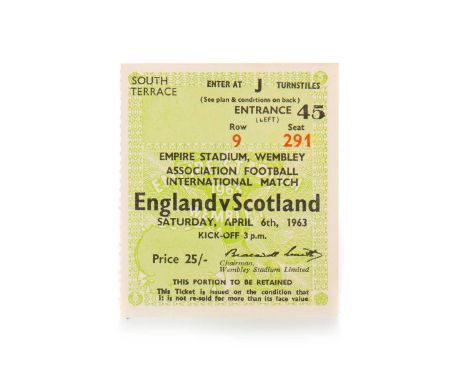 SOUTH TERRACE
ENTER AT J TURNSTILES
(See plan & conditions on back)
ENTRANCE 45
(LEFT)
Row Seat
9 291
EMPIRE STADIUM, WEMBLEY
ASSOCIATION FOOTBALL
INTERNATIONAL MATCH
England v Scotland
SATURDAY, APRIL 6th, 1963
KICK-OFF 3 p.m.
Price 25/-
Chairman,
Wembley Stadium Limited
THIS PORTION TO BE RETAINED
This Ticket is issued on the condition that
it is not re-sold for more than its face value.